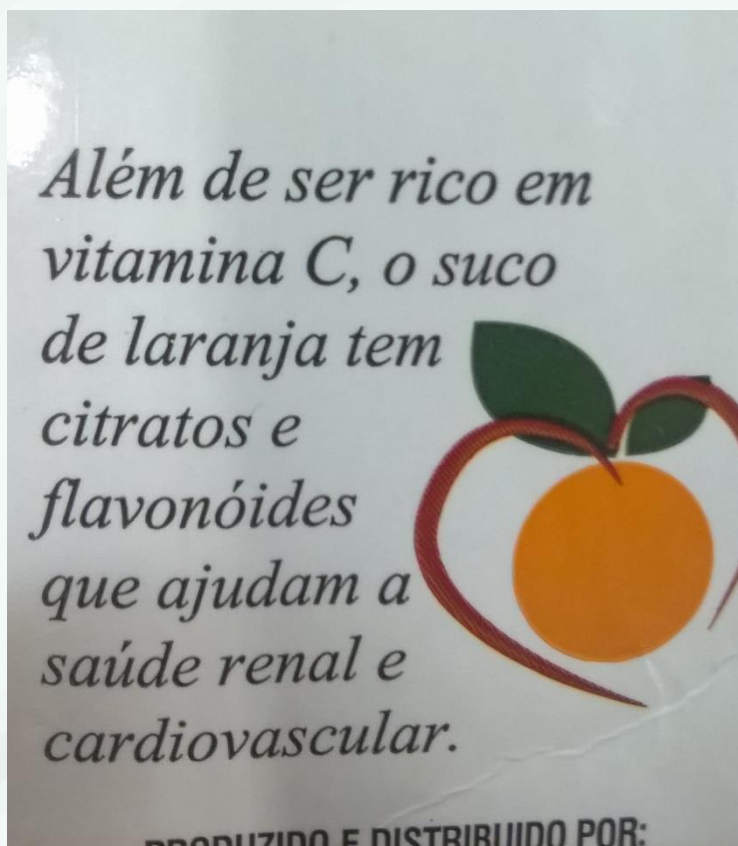 Além de ser rico em
vitamina C, o suco
de laranja tem
citratos e
flavonóides
que ajudam a
saúde renal e
cardiovascular.
PRODUZIDO E DISTRIBUIDO POR: